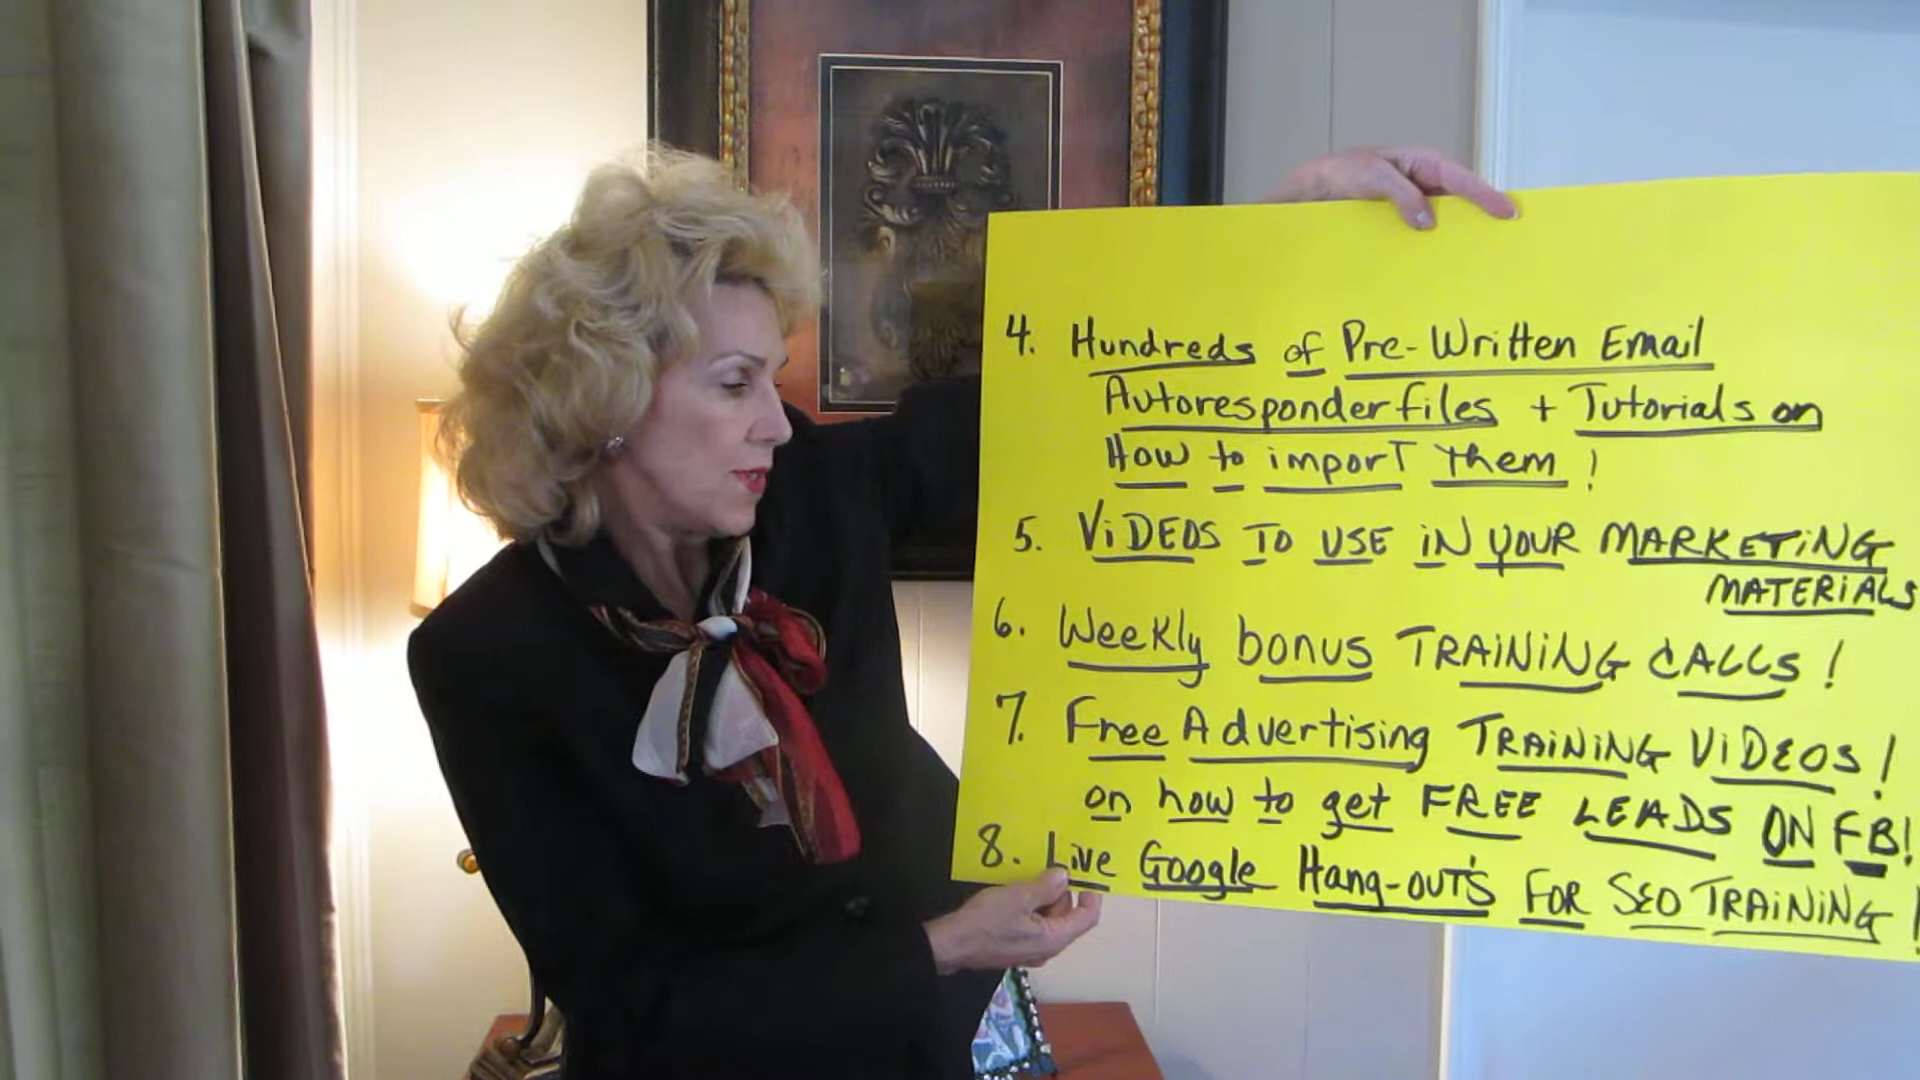 4. Hundreds of Pre-Written Email
Autoresponder files + Tutorials on
How to import them!
5. ViDEOS TO USE iN YOUR MARKETiNG
MATERiALS
6. Weekly bonus TRAiNiNG CALLS!
7. Free Advertising TRAiNiNG ViDEOS!
on how to get FREE LEADS ON FB!
8. Live Google Hang-OUT'S FOR SEO TRAiNiNG!